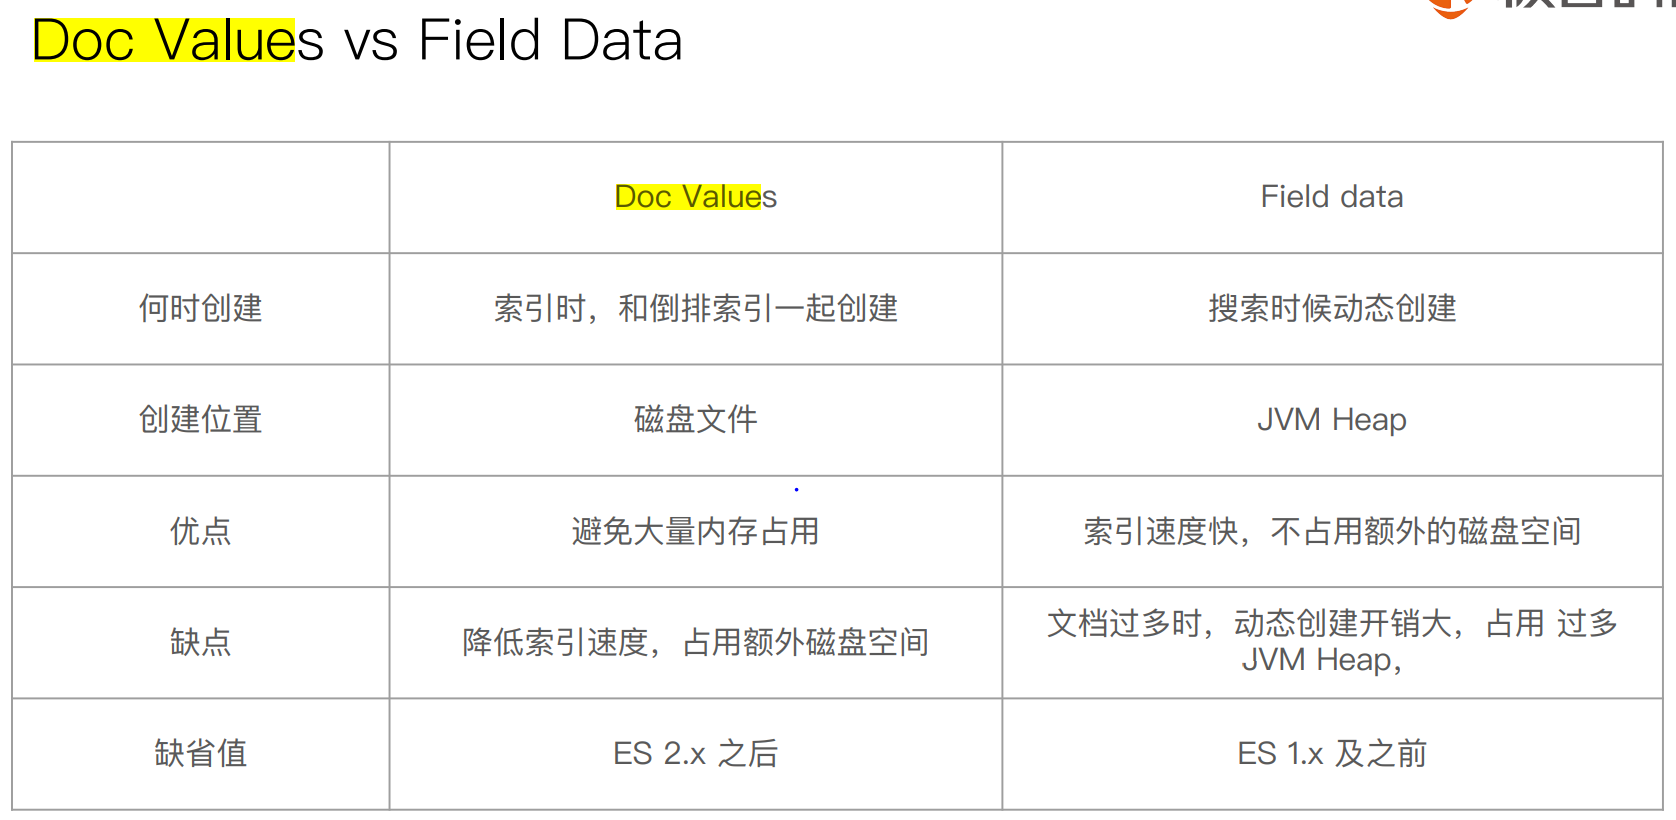 Doc Values vs Field Data
Doc Values
Field data
何时创建
索引时，和倒排索引一起创建
搜索时候动态创建
创建位置
磁盘文件
JVM Heap
优点
避免大量内存占用
索引速度快，不占用额外的磁盘空间
缺点
降低索引速度，占用额外磁盘空间
文档过多时，动态创建开销大，占用 过多
JVM Heap，
缺省值
ES 2.x 之后
ES 1.x 及之前